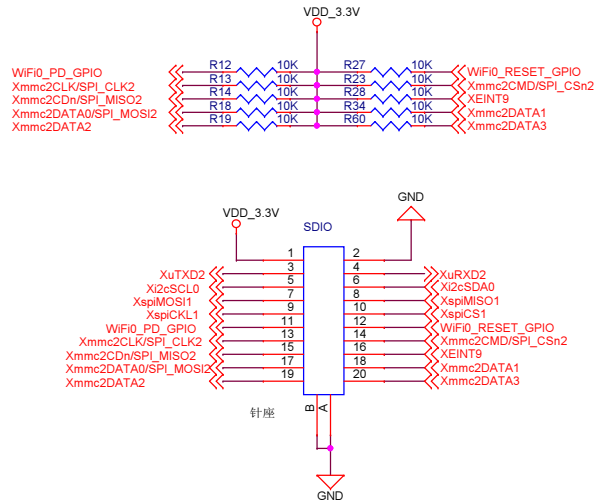 VDD_3.3V
WiFi0_PD_GPIO R12 10K R27 10K WiFi0_RESET_GPIO
Xmmc2CLK/SPI_CLK2 R13 10K R23 10K Xmmc2CMD/SPI_CSn2
Xmmc2CDn/SPI_MISO2 R14 10K R28 10K XEINT9
Xmmc2DATA0/SPI_MOSI2 R18 10K R34 10K Xmmc2DATA1
Xmmc2DATA2 R19 10K R60 10K Xmmc2DATA3
GND
VDD_3.3V
SDIO
1 2
XuTXD2 3 4 XuRXD2
Xi2cSCL0 5 6 Xi2cSDA0
XspiMOSI1 7 8 XspiMISO1
XspiCKL1 9 10 XspiCS1
WiFi0_PD_GPIO 11 12 WiFi0_RESET_GPIO
Xmmc2CLK/SPI_CLK2 13 14 Xmmc2CMD/SPI_CSn2
Xmmc2CDn/SPI_MISO2 15 16 XEINT9
Xmmc2DATA0/SPI_MOSI2 17 18 Xmmc2DATA1
Xmmc2DATA2 19 20 Xmmc2DATA3
B A
针座
GND